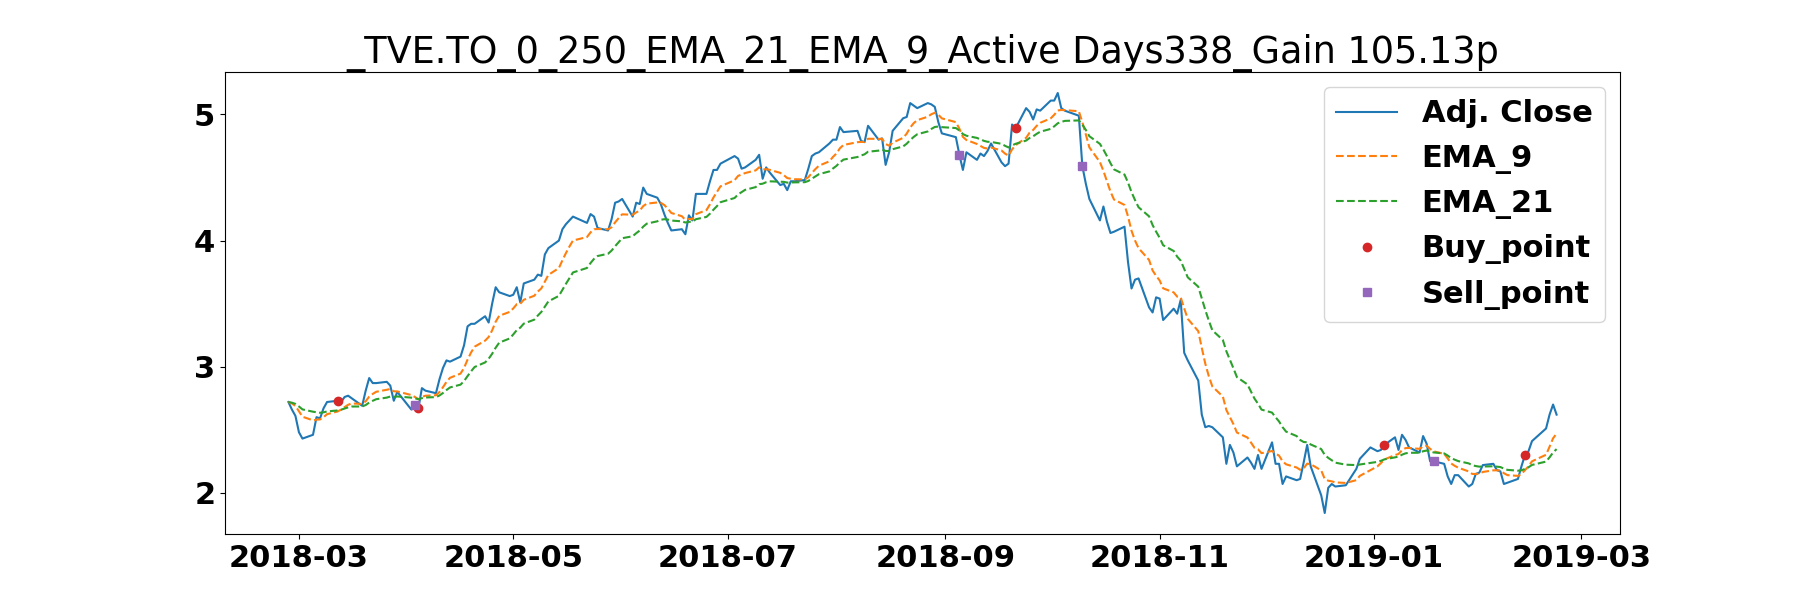 _TVE.TO_0_250_EMA_21_EMA_9_Active Days338_Gain 105.13p
5
4
3
2
Adj. Close
EMA_9
EMA_21
Buy_point
Sell_point
2018-03 2018-05 2018-07 2018-09 2018-11 2019-01 2019-03